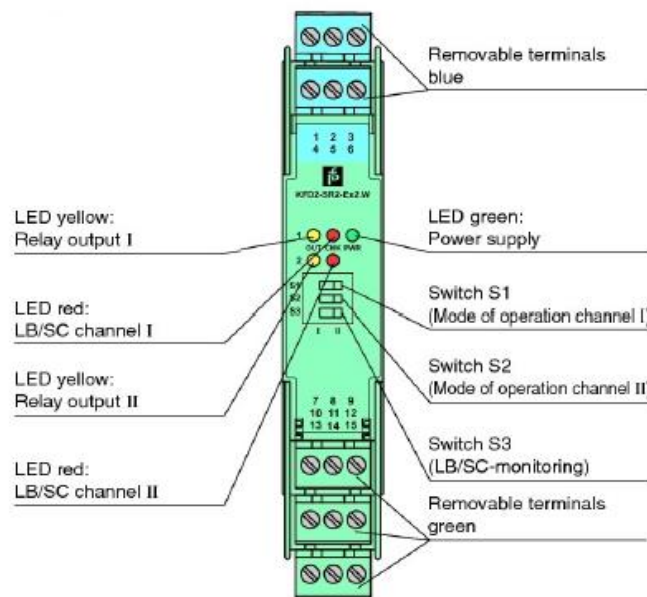 Removable terminals
blue
1 2 3
4 5 6
KFD2-SR2-Ex2.W
LED yellow:
Relay output I
LED green:
Power supply
1
OUT CHK PWR
2
LED red:
LB/SC channel I
S1
S2
S3
I II
Switch S1
(Mode of operation channel I)
LED yellow:
Relay output II
Switch S2
(Mode of operation channel II)
7 8 9
10 11 12
13 14 15
LED red:
LB/SC channel II
Switch S3
(LB/SC-monitoring)
Removable terminals
green